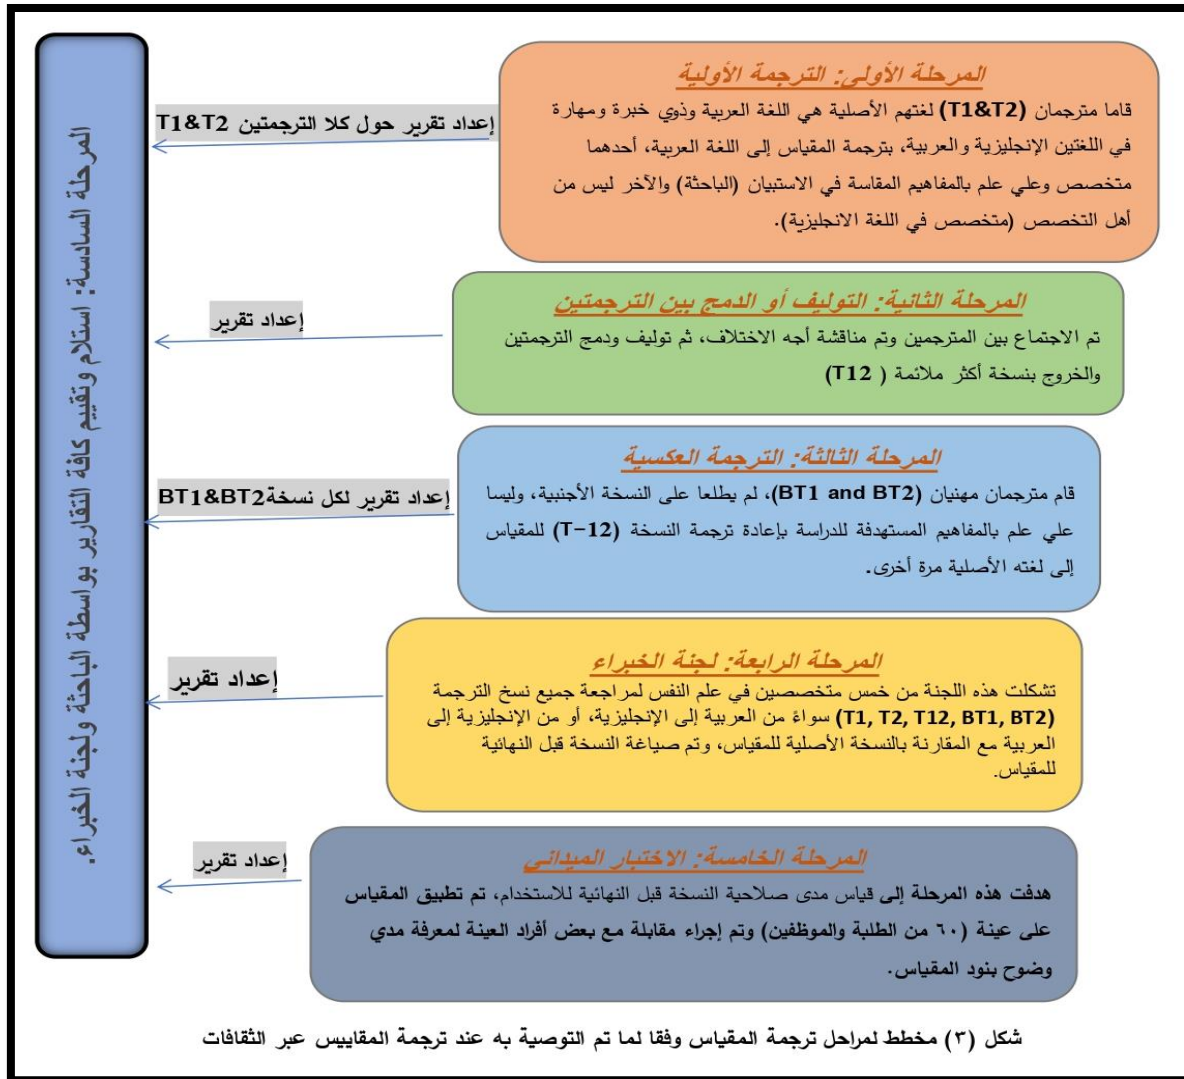 المرحلة الأولى: الترجمة الأولية
قاما مترجمان (T1&T2) لغتهم الأصلية هي اللغة العربية وذوي خبرة ومهارة
في اللغتين الإنجليزية والعربية، بترجمة المقياس إلى اللغة العربية، أحدهما
متخصص وعلي علم بالمفاهيم المقاسة في الاستبيان (الباحثة) والآخر ليس من
أهل التخصص (متخصص في اللغة الانجليزية).
إعداد تقرير حول كلا الترجمتين T1&T2
المرحلة الثانية: التوليف أو الدمج بين الترجمتين
تم الاجتماع بين المترجمين وتم مناقشة أجه الاختلاف، ثم توليف ودمج الترجمتين
والخروج بنسخة أكثر ملائمة ( T12)
إعداد تقرير
المرحلة الثالثة: الترجمة العكسية
قام مترجمان مهنيان (BT1 and BT2)، لم يطلعا على النسخة الأجنبية، وليسا
علي علم بالمفاهيم المستهدفة للدراسة بإعادة ترجمة النسخة (T-12) للمقياس
إلى لغته الأصلية مرة أخرى.
إعداد تقرير لكل نسخةBT1&BT2
المرحلة الرابعة: لجنة الخبراء
تشكلت هذه اللجنة من خمس متخصصين في علم النفس لمراجعة جميع نسخ الترجمة
(T1, T2, T12, BT1, BT2) سواءً من العربية إلى الإنجليزية، أو من الإنجليزية إلى
العربية مع المقارنة بالنسخة الأصلية للمقياس، وتم صياغة النسخة قبل النهائية
للمقياس.
إعداد تقرير
المرحلة الخامسة: الاختبار الميداني
هدفت هذه المرحلة إلى قياس مدى صلاحية النسخة قبل النهائية للاستخدام، تم تطبيق المقياس
على عينة (٦٠ من الطلبة والموظفين) وتم إجراء مقابلة مع بعض أفراد العينة لمعرفة مدي
وضوح بنود المقياس.
إعداد تقرير
المرحلة السادسة: استلام وتقييم كافة التقارير بواسطة الباحثة ولجنة الخبراء.
شكل (٣) مخطط لمراحل ترجمة المقياس وفقا لما تم التوصية به عند ترجمة المقاييس عبر الثقافات